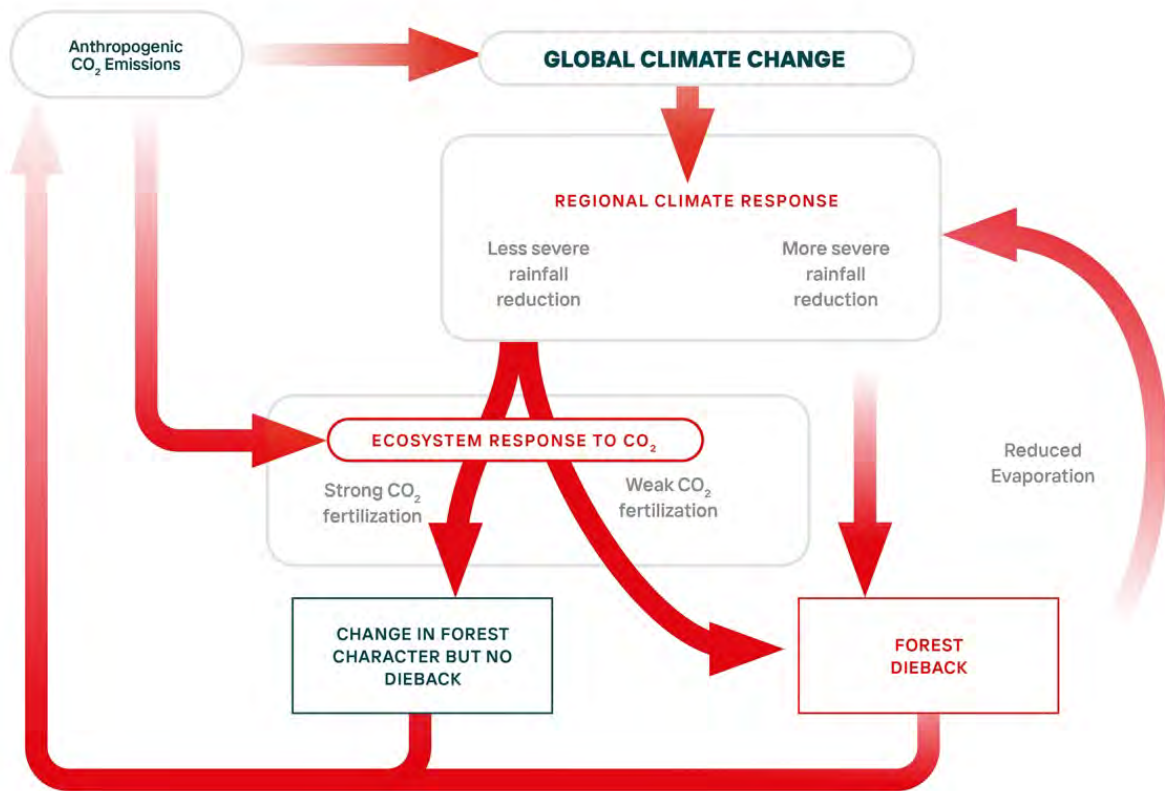 Anthropogenic
CO₂ Emissions
GLOBAL CLIMATE CHANGE
REGIONAL CLIMATE RESPONSE
Less severe
rainfall
reduction
More severe
rainfall
reduction
ECOSYSTEM RESPONSE TO CO₂
Strong CO₂
fertilization
Weak CO₂
fertilization
Reduced
Evaporation
CHANGE IN FOREST
CHARACTER BUT NO
DIEBACK
FOREST
DIEBACK